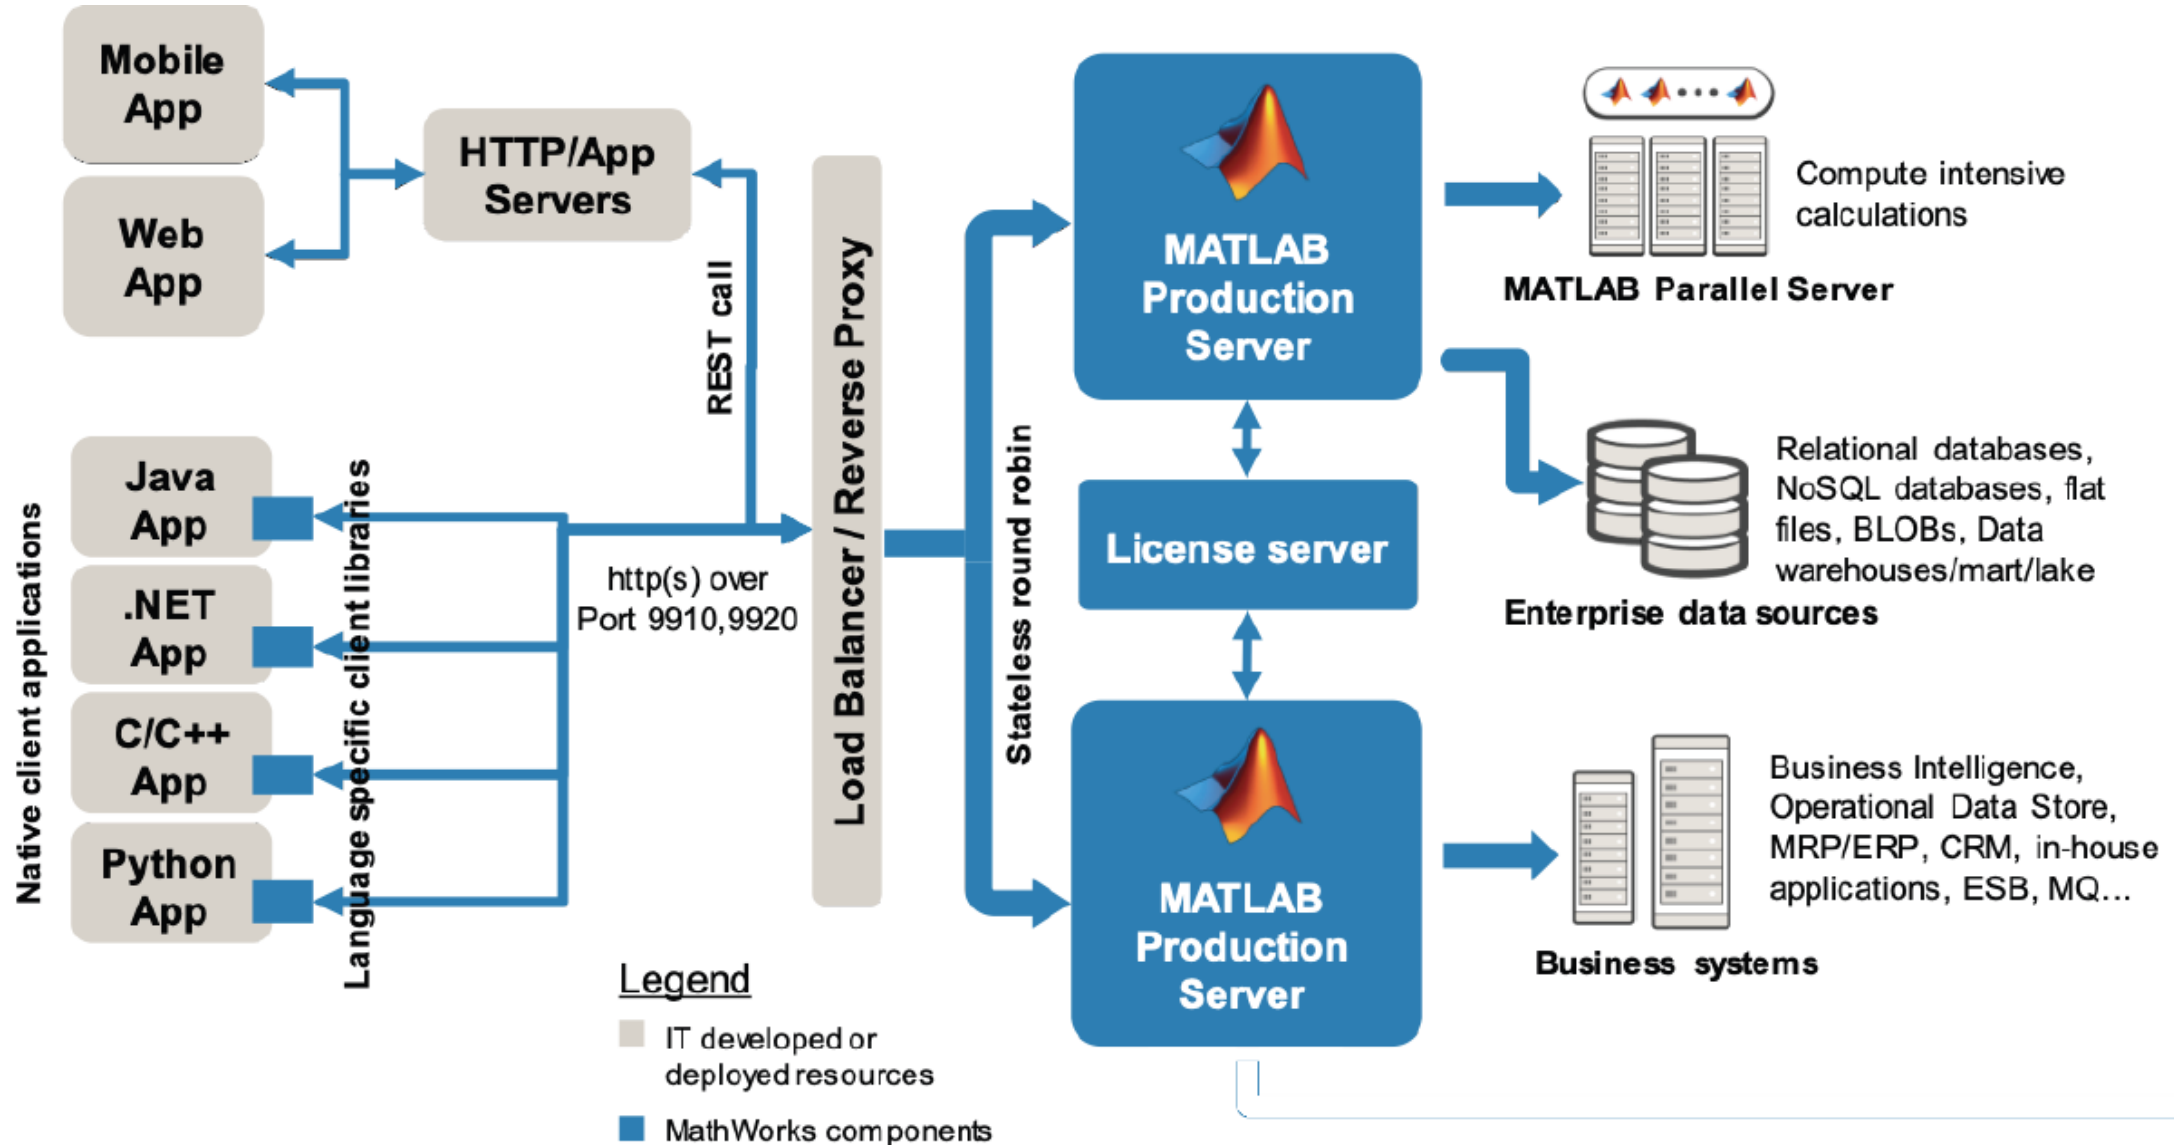 Mobile
App
Web
App
HTTP/App
Servers
REST call
Native client applications
Java
App
.NET
App
C/C++
App
Python
App
Language specific client libraries
http(s) over
Port 9910,9920
Load Balancer / Reverse Proxy
Stateless round robin
MATLAB
Production
Server
License server
MATLAB
Production
Server
Compute intensive
calculations
MATLAB Parallel Server
Relational databases,
NoSQL databases, flat
files, BLOBs, Data
warehouses/mart/lake
Enterprise data sources
Business Intelligence,
Operational Data Store,
MRP/ERP, CRM, in-house
applications, ESB, MQ...
Business systems
Legend
IT developed or
deployed resources
MathWorks components